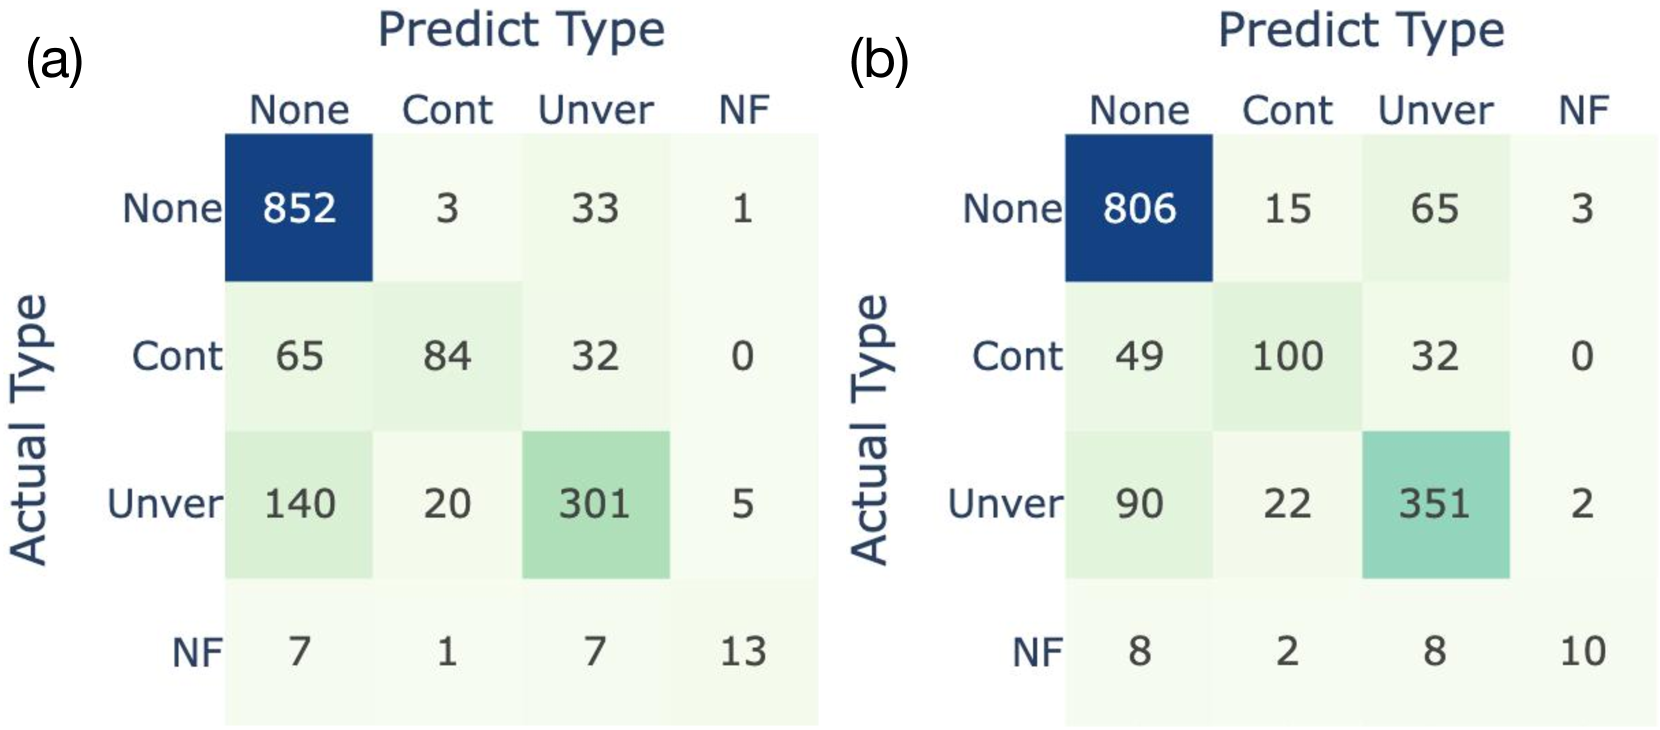 (a)
Predict Type
None Cont Unver NF
Actual Type
None 852 3 33 1
Cont 65 84 32 0
Unver 140 20 301 5
NF 7 1 7 13
(b)
Predict Type
None Cont Unver NF
Actual Type
None 806 15 65 3
Cont 49 100 32 0
Unver 90 22 351 2
NF 8 2 8 10